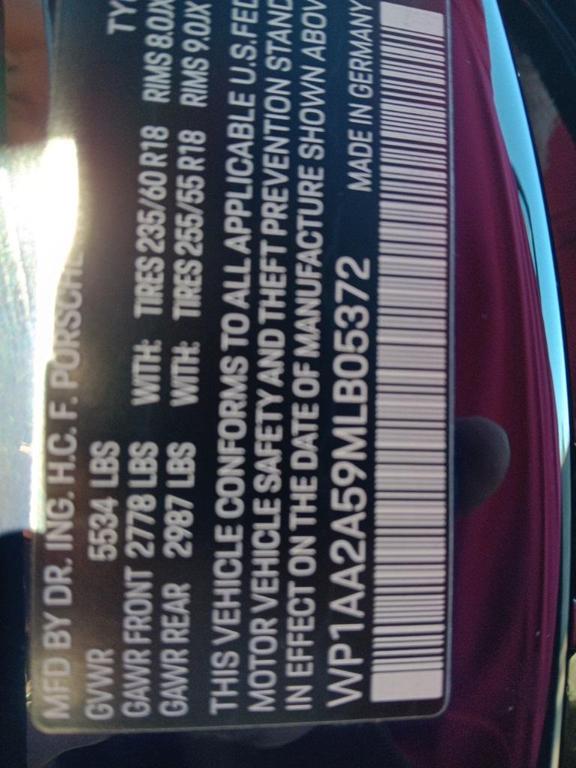 MFD BY DR. ING. H.C. F. PORSCHE
GVWR 5534 LBS
GAWR FRONT 2778 LBS WITH: TIRES 235/60 R18 RIMS 8.0JX
GAWR REAR 2987 LBS WITH: TIRES 255/55 R18 RIMS 9.0JX
THIS VEHICLE CONFORMS TO ALL APPLICABLE U.S.FED
MOTOR VEHICLE SAFETY AND THEFT PREVENTION STAND
IN EFFECT ON THE DATE OF MANUFACTURE SHOWN ABOV
WP1AA2A59MLB05372 MADE IN GERMANY